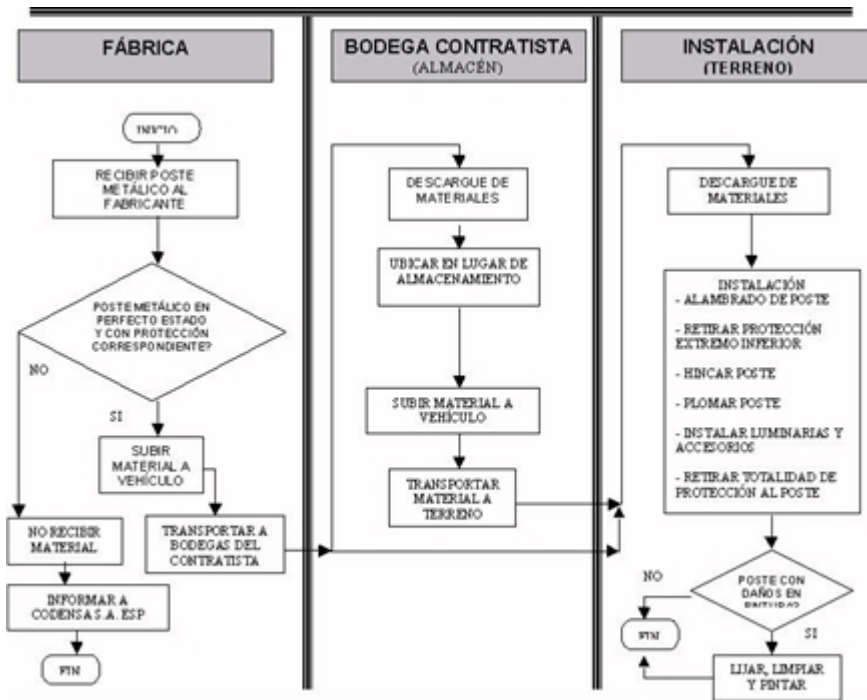 FÁBRICA
INICIO
RECIBIR POSTE
METÁLICO AL
FABRICANTE
POSTE METÁLICO EN
PERFECTO ESTADO
Y CON PROTECCIÓN
CORRESPONDIENTE?
NO
SI
SUBIR
MATERIAL A
VEHÍCULO
NO RECIBIR
MATERIAL
TRANSPORTAR A
BODEGAS DEL
CONTRATISTA
INFORMAR A
CODENSA S.A. ESP
FIN
BODEGA CONTRATISTA
(ALMACÉN)
DESCARGUE DE
MATERIALES
UBICAR EN LUGAR DE
ALMACENAMIENTO
SUBIR MATERIAL A
VEHÍCULO
TRANSPORTAR
MATERIAL A
TERRENO
INSTALACIÓN
(TERRENO)
DESCARGUE DE
MATERIALES
INSTALACIÓN
- ALAMBRADO DE POSTE
- RETIRAR PROTECCIÓN
EXTREMO INFERIOR
- HINCAR POSTE
- PLOMAR POSTE
- INSTALAR LUMINARIAS Y
ACCESORIOS
- RETIRAR TOTALIDAD DE
PROTECCIÓN AL POSTE
NO
POSTE CON
DAÑOS EN
FIN
SI
LIJAR, LIMPIAR
Y PINTAR